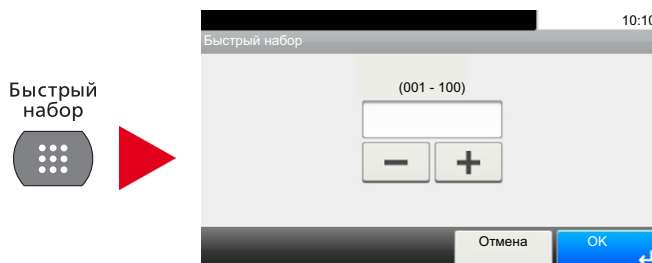 Быстрый
набор
10:10
Быстрый набор
(001 - 100)
Отмена
OK